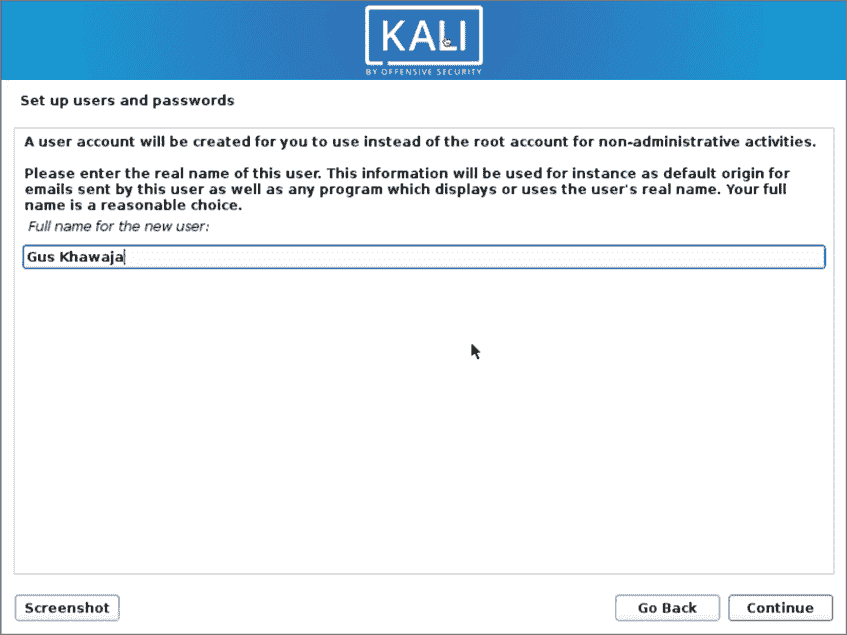 KALI
BY OFFENSIVE SECURITY
Set up users and passwords
A user account will be created for you to use instead of the root account for non-administrative activities.
Please enter the real name of this user. This information will be used for instance as default origin for
emails sent by this user as well as any program which displays or uses the user's real name. Your full
name is a reasonable choice.
Full name for the new user:
Gus Khawaja
Screenshot
Go Back
Continue